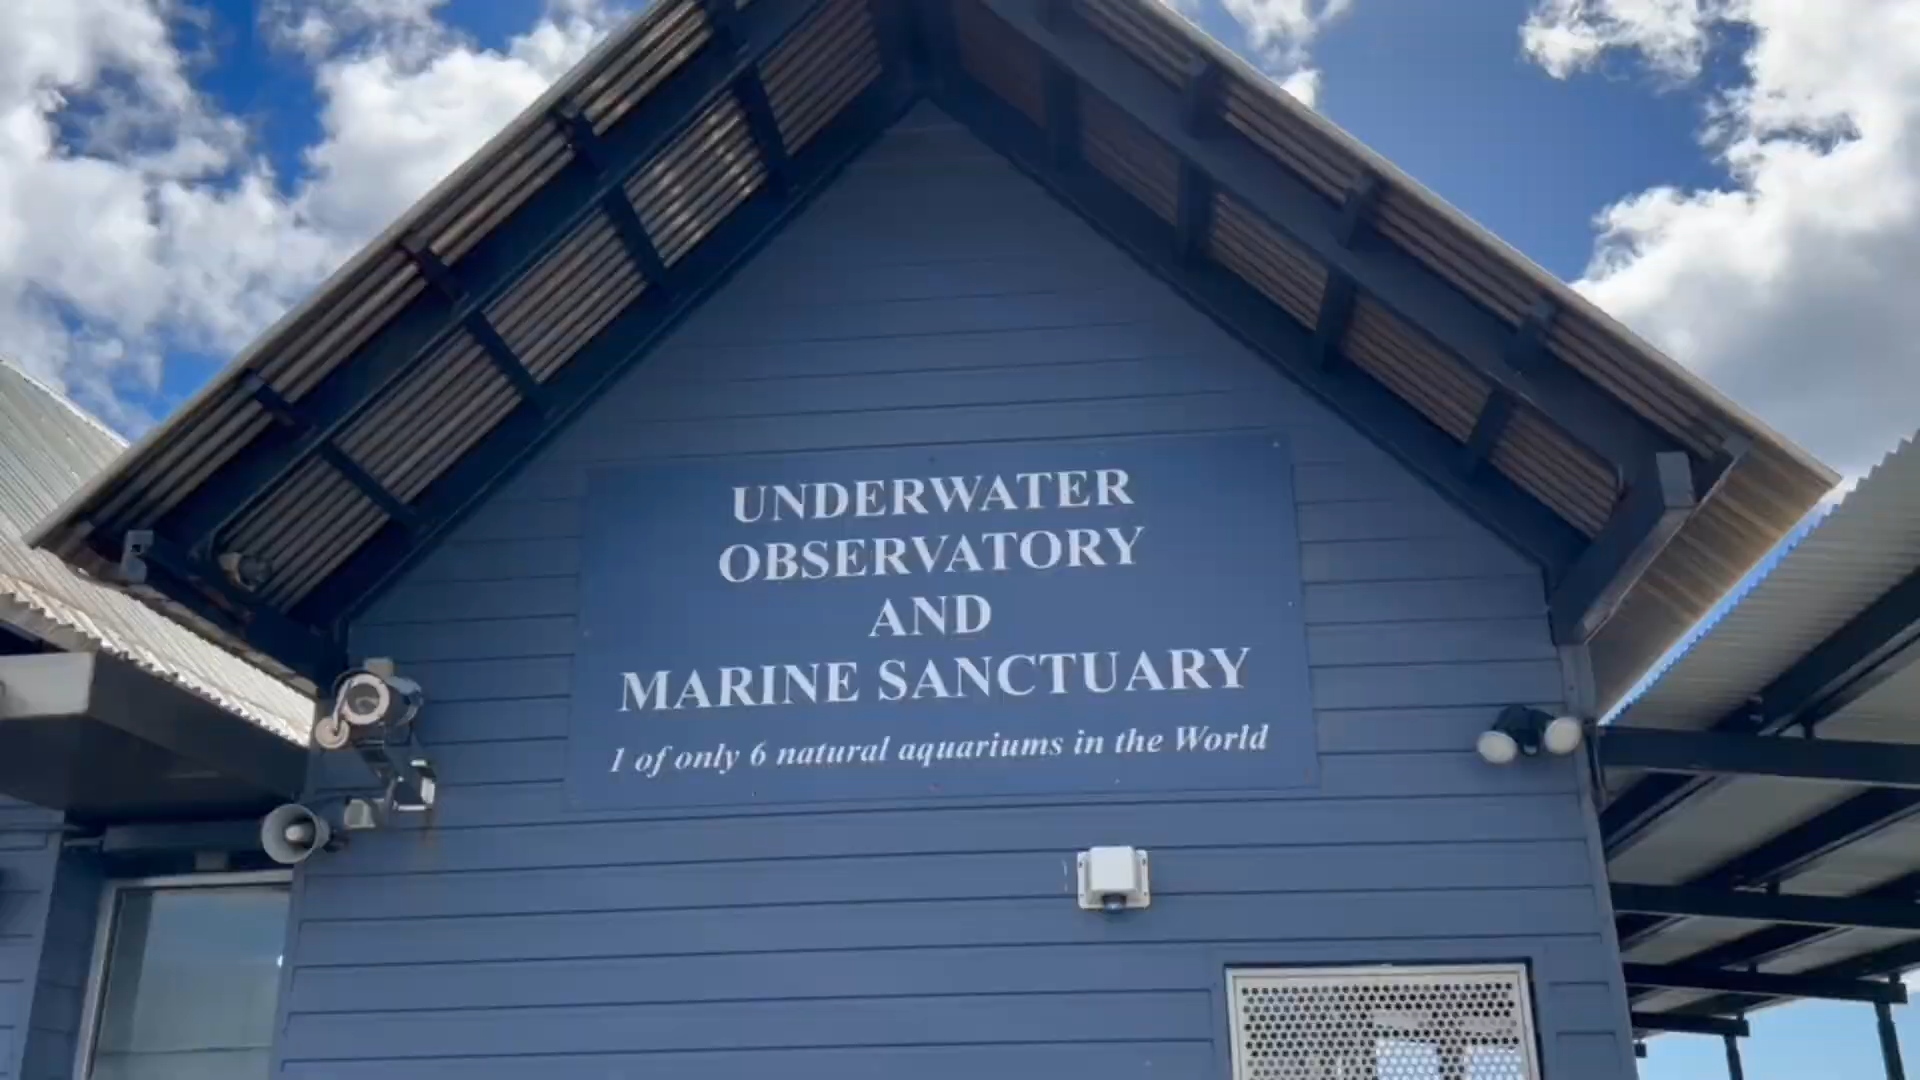 UNDERWATER
OBSERVATORY
AND
MARINE SANCTUARY
1 of only 6 natural aquariums in the World